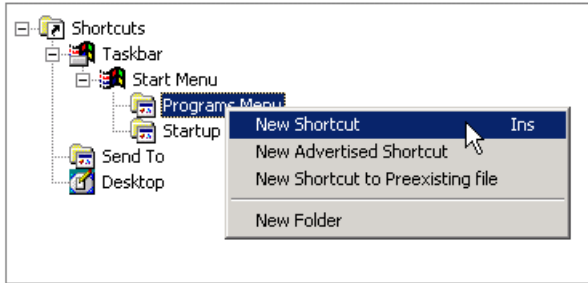 Shortcuts
Taskbar
Start Menu
Programs Menu
Startup
New Shortcut Ins
Send To
New Advertised Shortcut
Desktop
New Shortcut to Preexisting file
New Folder